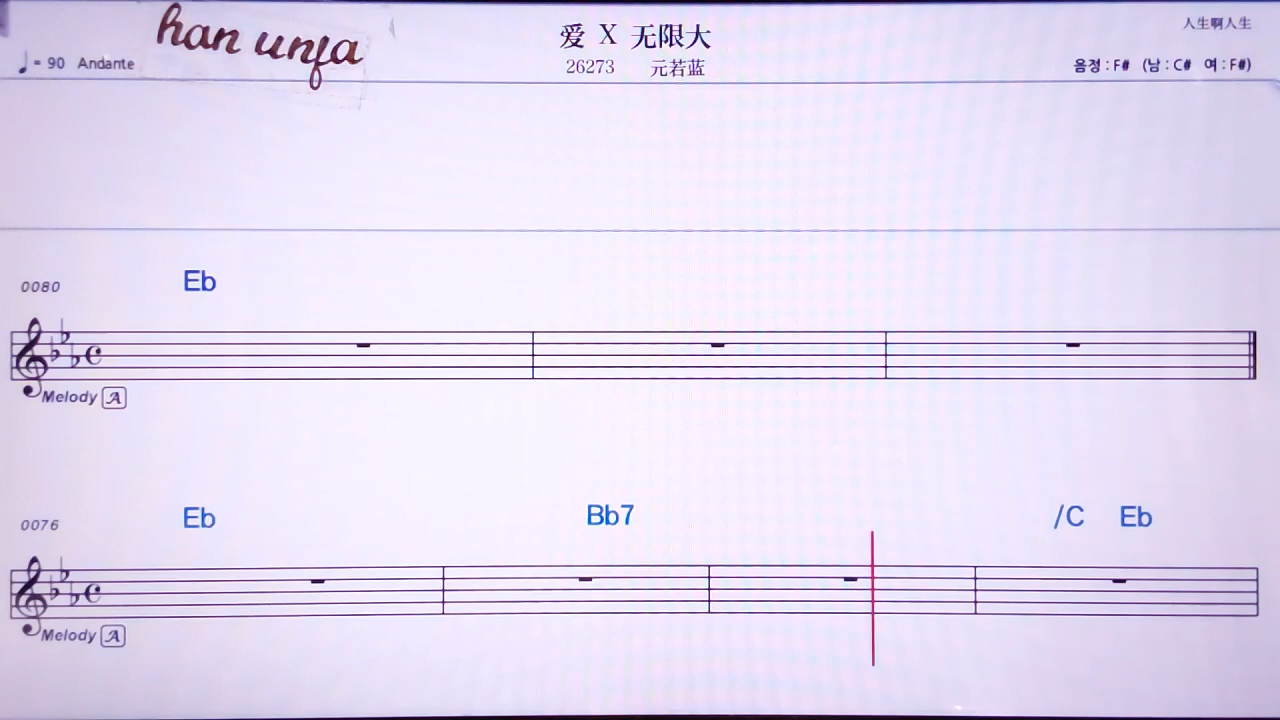 han unfa
爱 X 无限大
人生啊人生
♩= 90 Andante
26273 元若蓝
음정 : F# (남 : C# 여 : F#)
0080 Eb
Melody A
0076 Eb Bb7 /C Eb
Melody A